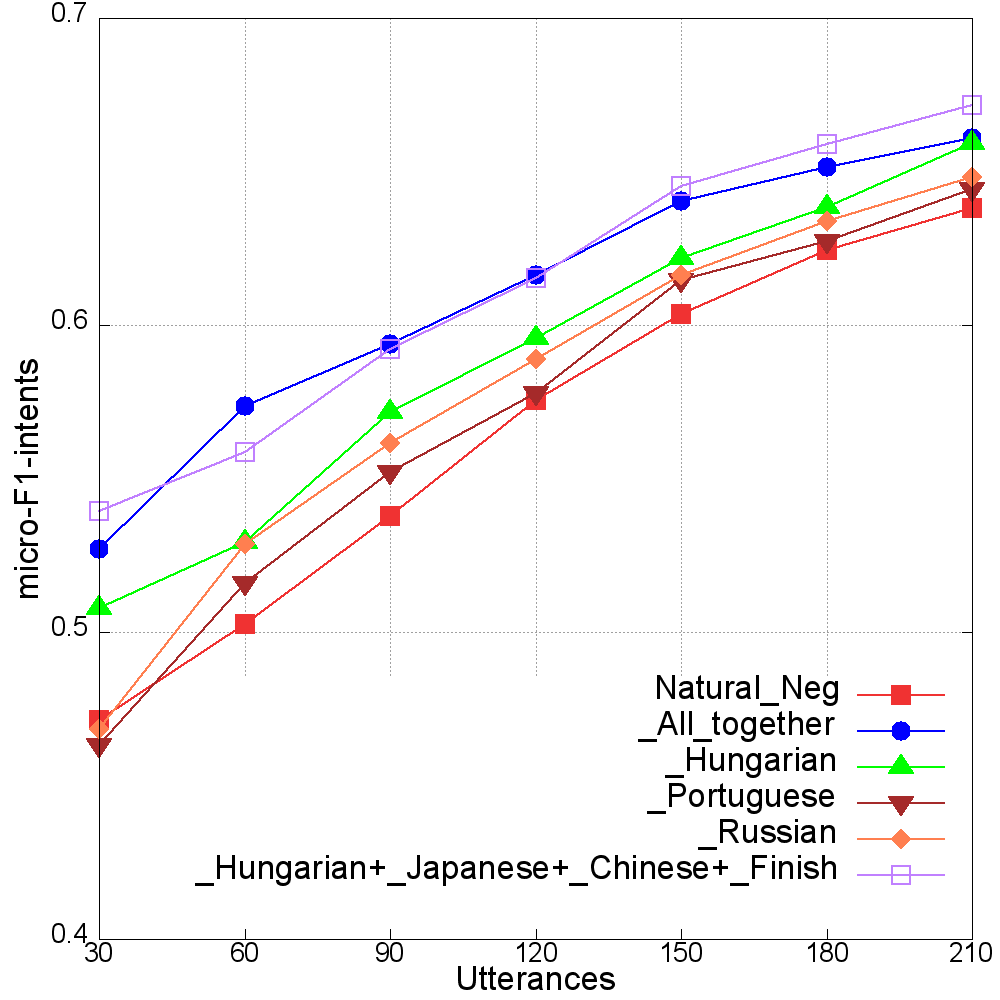 0.7
0.6
0.5
0.4
micro-F1-intents
Natural_Neg
_All_together
_Hungarian
_Portuguese
_Russian
_Hungarian+_Japanese+_Chinese+_Finish
30 60 90 120 150 180 210
Utterances